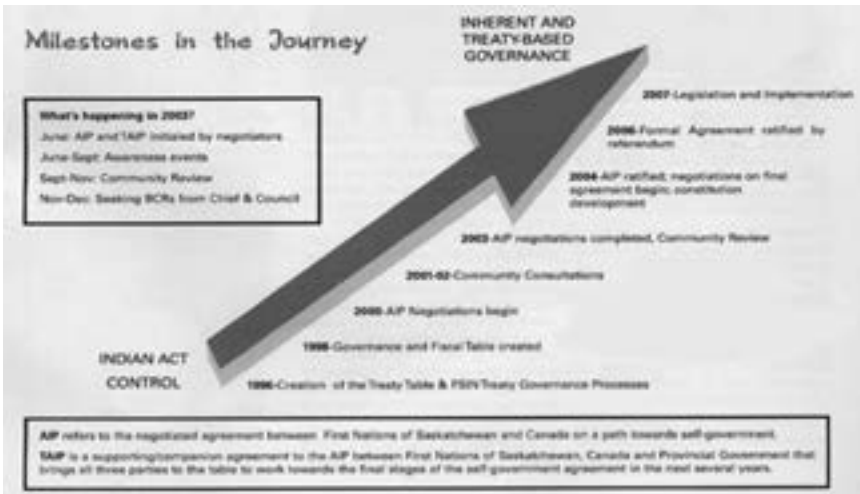 Milestones in the Journey
INHERENT AND
TREATY-BASED
GOVERNANCE
What's happening in 2003?
June: AIP and TAIP initialed by negotiators
June-Sept: Awareness events
Sept-Nov: Community Review
Nov-Dec: Seeking BCRs from Chief & Council
2007-Legislation and Implementation
2006-Formal Agreement ratified by
referendum
2004-AIP ratified; negotiations on final
agreement begin; constitution
development
2003-AIP negotiations completed, Community Review
2001-02-Community Consultations
2000-AIP Negotiations begin
1998-Governance and Fiscal Table created
1996-Creation of the Treaty Table & FSIN Treaty Governance Processes
INDIAN ACT
CONTROL
AIP refers to the negotiated agreement between First Nations of Saskatchewan and Canada on a path towards self-government.
TAIP is a supporting/companion agreement to the AIP between First Nations of Saskatchewan, Canada and Provincial Government that
brings all three parties to the table to work towards the final stages of the self-government agreement in the next several years.